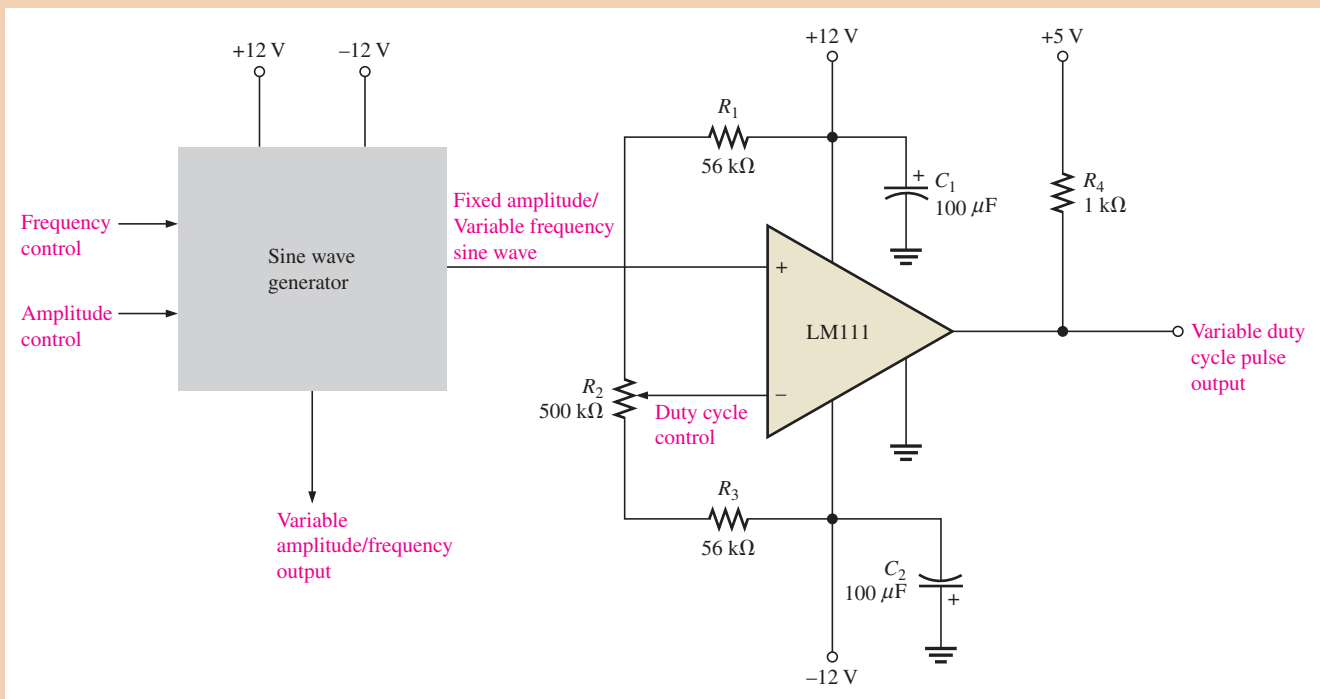 +12 V
–12 V
+12 V
+5 V
R1
56 kΩ
+
C1
100 μF
R4
1 kΩ
Frequency
control
Sine wave
generator
Fixed amplitude/
Variable frequency
sine wave
+
LM111
Amplitude
control
Variable duty
cycle pulse
output
R2
500 kΩ
Duty cycle
control
–
R3
56 kΩ
Variable
amplitude/frequency
output
C2
100 μF
+
–12 V